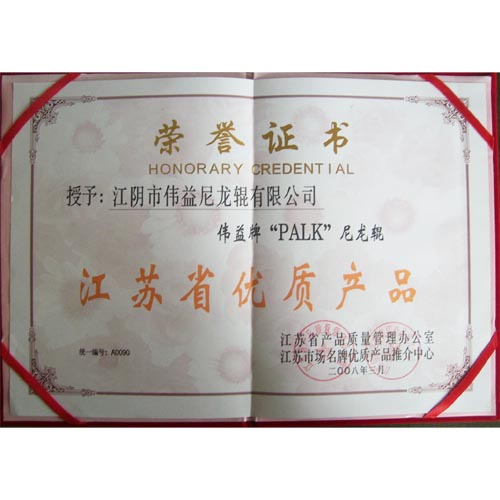 荣誉证书
HONORARY CREDENTIAL
授予：江阴市伟益尼龙辊有限公司
伟益牌“PALK”尼龙辊
江苏省优质产品
江苏省产品质量管理办公室
江苏市场名牌优质产品推介中心
二00八年三月
统一编号：A0090